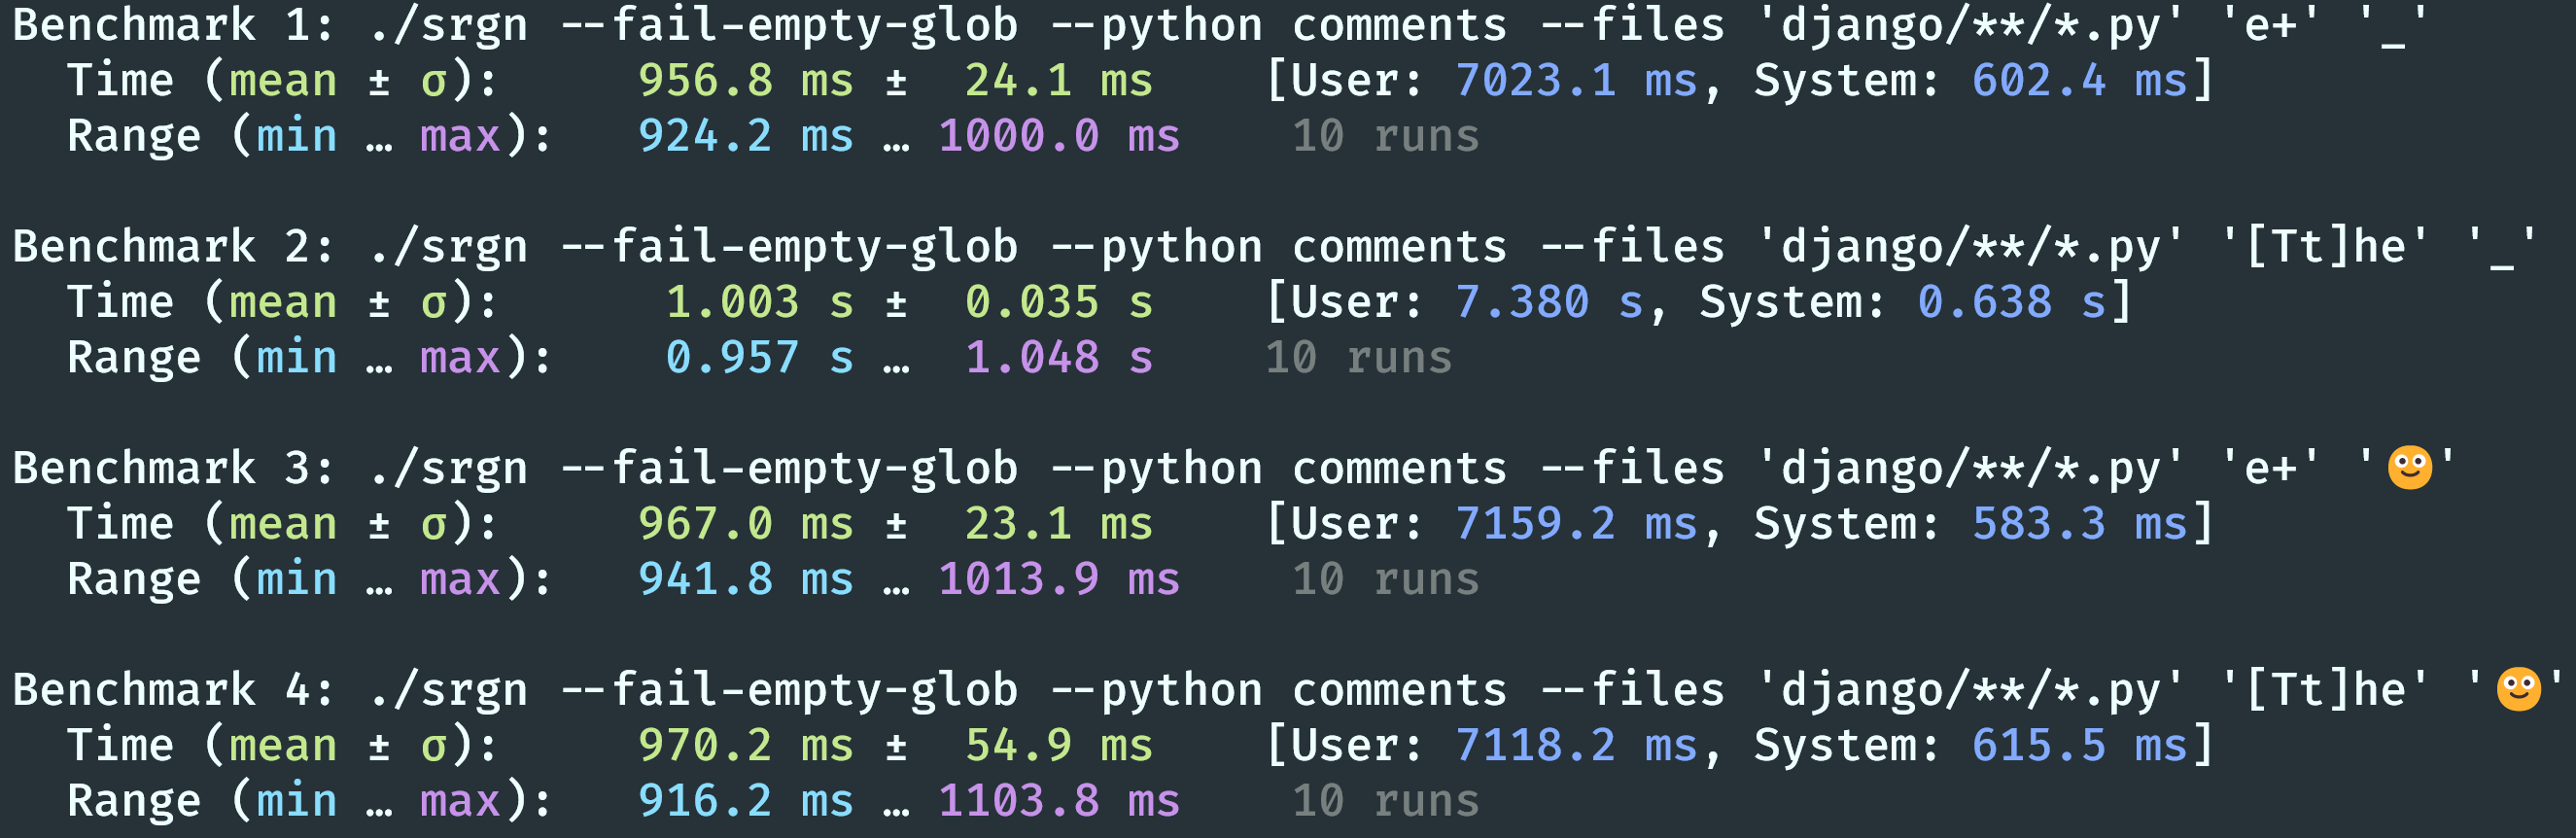 Benchmark 1: ./srgn --fail-empty-glob --python comments --files 'django/**/*.py' 'e+' '_'
Time (mean ± σ): 956.8 ms ± 24.1 ms [User: 7023.1 ms, System: 602.4 ms]
Range (min … max): 924.2 ms … 1000.0 ms 10 runs
Benchmark 2: ./srgn --fail-empty-glob --python comments --files 'django/**/*.py' '[Tt]he' '_'
Time (mean ± σ): 1.003 s ± 0.035 s [User: 7.380 s, System: 0.638 s]
Range (min … max): 0.957 s … 1.048 s 10 runs
Benchmark 3: ./srgn --fail-empty-glob --python comments --files 'django/**/*.py' 'e+' '🙂'
Time (mean ± σ): 967.0 ms ± 23.1 ms [User: 7159.2 ms, System: 583.3 ms]
Range (min … max): 941.8 ms … 1013.9 ms 10 runs
Benchmark 4: ./srgn --fail-empty-glob --python comments --files 'django/**/*.py' '[Tt]he' '🙂'
Time (mean ± σ): 970.2 ms ± 54.9 ms [User: 7118.2 ms, System: 615.5 ms]
Range (min … max): 916.2 ms … 1103.8 ms 10 runs